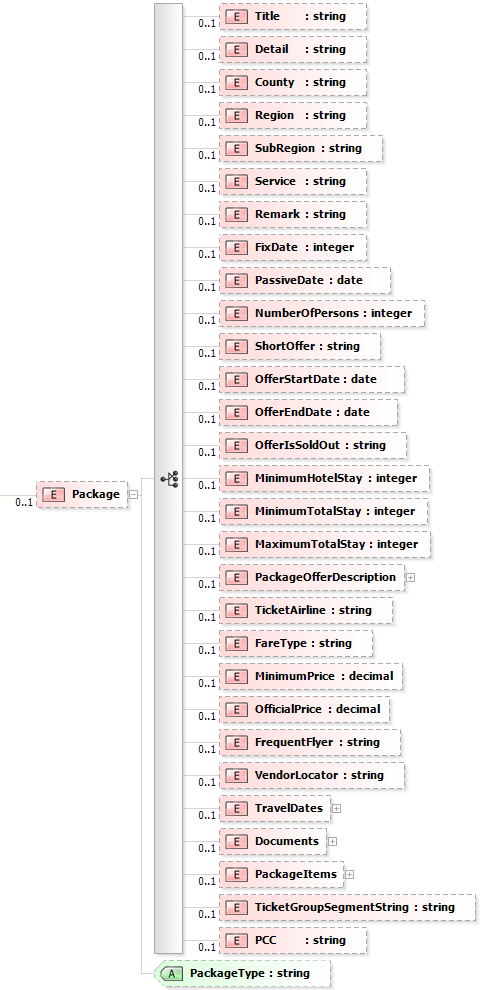 E Title : string
0..1
E Detail : string
0..1
E County : string
0..1
E Region : string
0..1
E SubRegion : string
0..1
E Service : string
0..1
E Remark : string
0..1
E FixDate : integer
0..1
E PassiveDate : date
0..1
E NumberOfPersons : integer
0..1
E ShortOffer : string
0..1
E OfferStartDate : date
0..1
E OfferEndDate : date
0..1
E OfferIsSoldOut : string
0..1
E MinimumHotelStay : integer
0..1
E Package
0..1
E MinimumTotalStay : integer
0..1
E MaximumTotalStay : integer
0..1
E PackageOfferDescription
0..1
E TicketAirline : string
0..1
E FareType : string
0..1
E MinimumPrice : decimal
0..1
E OfficialPrice : decimal
0..1
E FrequentFlyer : string
0..1
E VendorLocator : string
0..1
E TravelDates
0..1
E Documents
0..1
E PackageItems
0..1
E TicketGroupSegmentString : string
0..1
E PCC : string
0..1
A PackageType : string